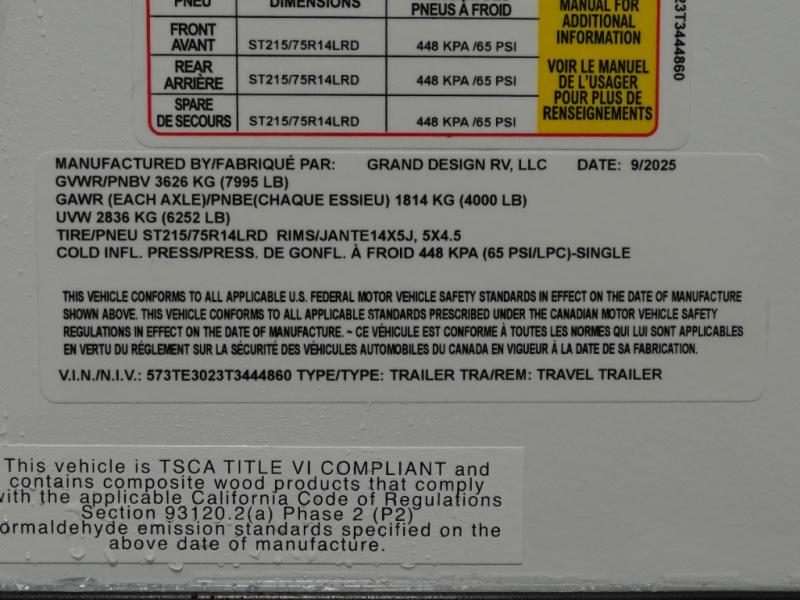 PNEU DIMENSIONS PNEUS À FROID
MANUAL FOR
ADDITIONAL
INFORMATION
FRONT
AVANT ST215/75R14LRD 448 KPA /65 PSI
REAR
ARRIÈRE ST215/75R14LRD 448 KPA /65 PSI
SPARE
DE SECOURS ST215/75R14LRD 448 KPA /65 PSI
VOIR LE MANUEL
DE L'USAGER
POUR PLUS DE
RENSEIGNEMENTS
23T3444860
MANUFACTURED BY/FABRIQUÉ PAR: GRAND DESIGN RV, LLC DATE: 9/2025
GVWR/PNBV 3626 KG (7995 LB)
GAWR (EACH AXLE)/PNBE(CHAQUE ESSIEU) 1814 KG (4000 LB)
UVW 2836 KG (6252 LB)
TIRE/PNEU ST215/75R14LRD RIMS/JANTE14X5J, 5X4.5
COLD INFL. PRESS/PRESS. DE GONFL. À FROID 448 KPA (65 PSI/LPC)-SINGLE
THIS VEHICLE CONFORMS TO ALL APPLICABLE U.S. FEDERAL MOTOR VEHICLE SAFETY STANDARDS IN EFFECT ON THE DATE OF MANUFACTURE
SHOWN ABOVE. THIS VEHICLE CONFORMS TO ALL APPLICABLE STANDARDS PRESCRIBED UNDER THE CANADIAN MOTOR VEHICLE SAFETY
REGULATIONS IN EFFECT ON THE DATE OF MANUFACTURE. ~ CE VÉHICULE EST CONFORME À TOUTES LES NORMES QUI LUI SONT APPLICABLES
EN VERTU DU RÉGLEMENT SUR LA SÉCURITÉ DES VÉHICULES AUTOMOBILES DU CANADA EN VIGUEUR À LA DATE DE SA FABRICATION.
V.I.N./N.I.V.: 573TE3023T3444860 TYPE/TYPE: TRAILER TRA/REM: TRAVEL TRAILER
This vehicle is TSCA TITLE VI COMPLIANT and
contains composite wood products that comply
with the applicable California Code of Regulations
Section 93120.2(a) Phase 2 (P2)
ormaldehyde emission standards specified on the
above date of manufacture.